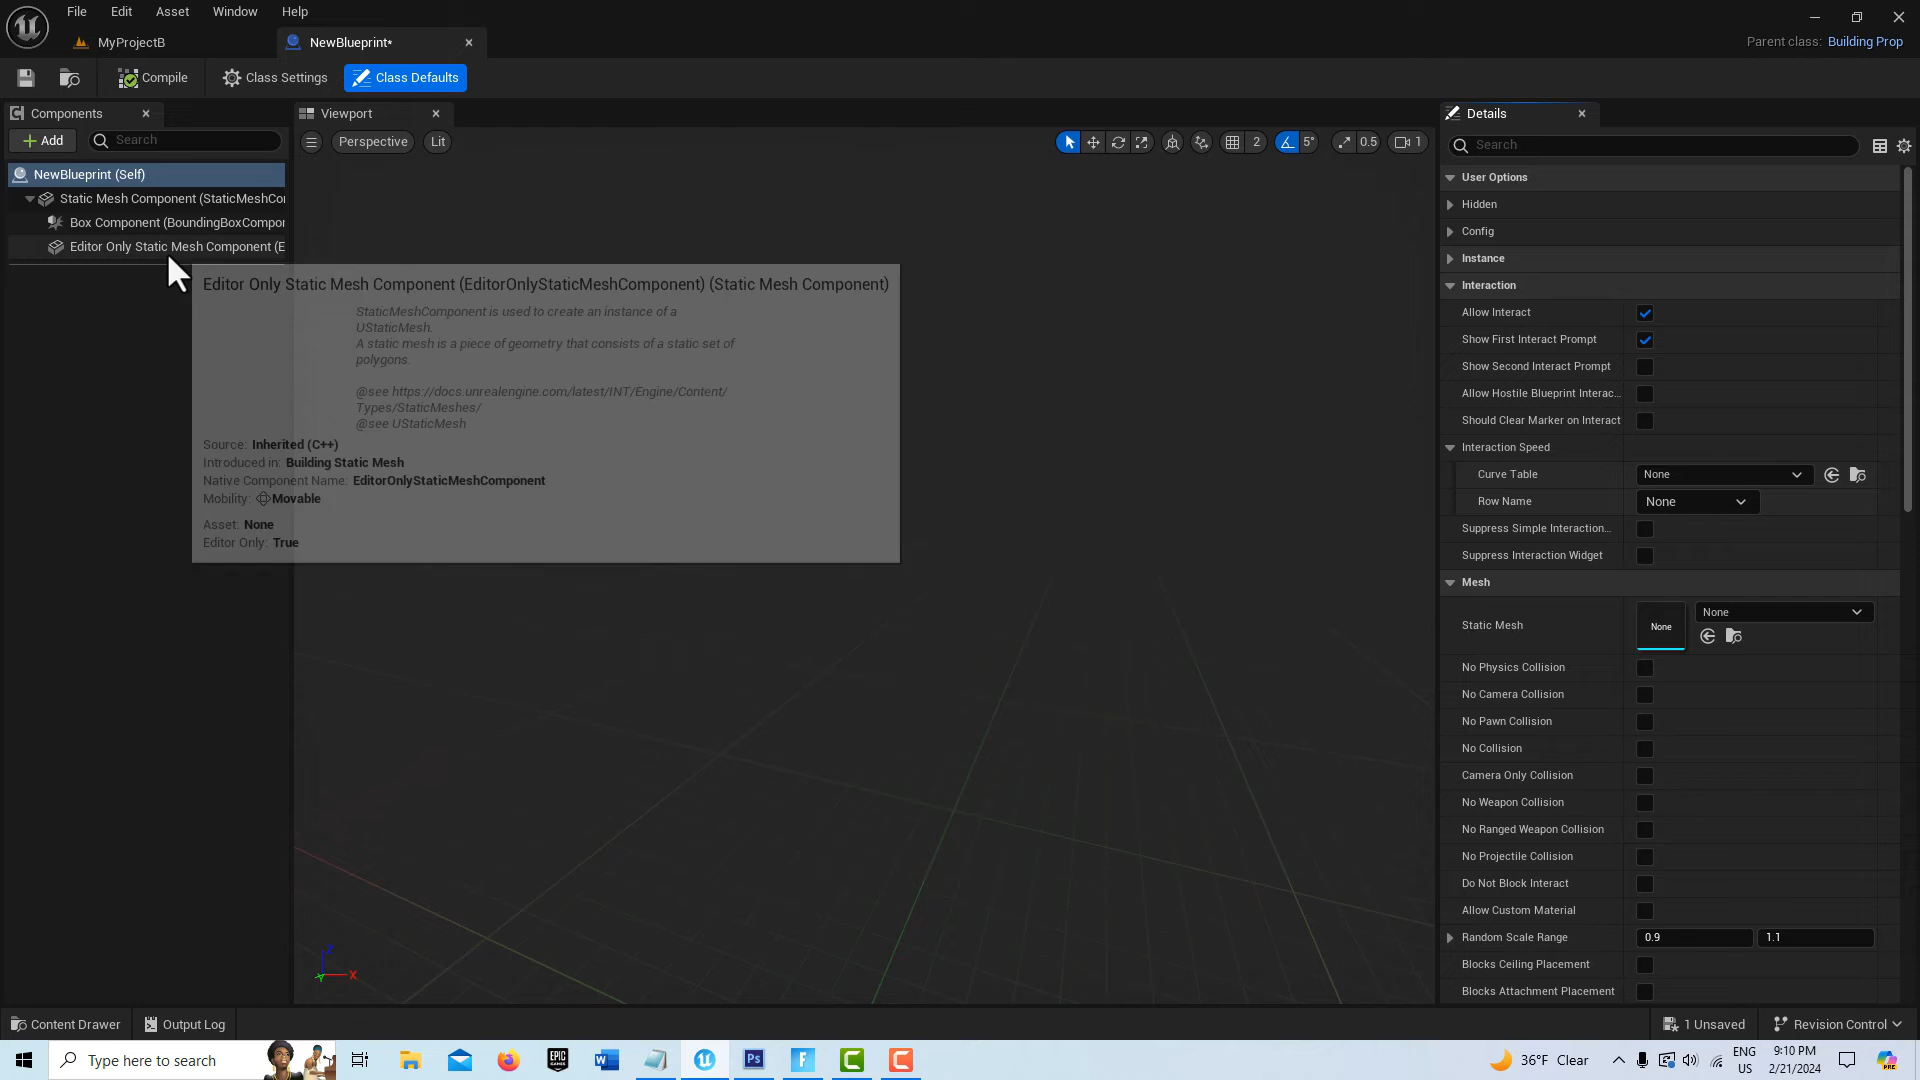 File Edit Asset Window Help
MyProjectB
NewBlueprint*
Parent class: Building Prop
Compile
Class Settings
Class Defaults
Components
Add
Search
NewBlueprint (Self)
Static Mesh Component (StaticMeshCo
Box Component (BoundingBoxCompor
Editor Only Static Mesh Component (E
Viewport
Perspective
Lit
2
5°
0.5
1
Editor Only Static Mesh Component (EditorOnlyStaticMeshComponent) (Static Mesh Component)
StaticMeshComponent is used to create an instance of a
UStaticMesh.
A static mesh is a piece of geometry that consists of a static set of
polygons.
@see https://docs.unrealengine.com/latest/INT/Engine/Content/
Types/StaticMeshes/
@see UStaticMesh
Source: Inherited (C++)
Introduced in: Building Static Mesh
Native Component Name: EditorOnlyStaticMeshComponent
Mobility: Movable
Asset: None
Editor Only: True
Z
X
Y
Details
Search
User Options
Hidden
Config
Instance
Interaction
Allow Interact
Show First Interact Prompt
Show Second Interact Prompt
Allow Hostile Blueprint Interac...
Should Clear Marker on Interact
Interaction Speed
Curve Table None
Row Name None
Suppress Simple Interaction...
Suppress Interaction Widget
Mesh
Static Mesh None None
No Physics Collision
No Camera Collision
No Pawn Collision
No Collision
Camera Only Collision
No Weapon Collision
No Ranged Weapon Collision
No Projectile Collision
Do Not Block Interact
Allow Custom Material
Random Scale Range 0.9 1.1
Blocks Ceiling Placement
Blocks Attachment Placement
Content Drawer
Output Log
1 Unsaved
Revision Control
Type here to search
EPIC GAMES
W
Ps
F
C
C
36°F Clear
ENG
US
9:10 PM
2/21/2024
PRE